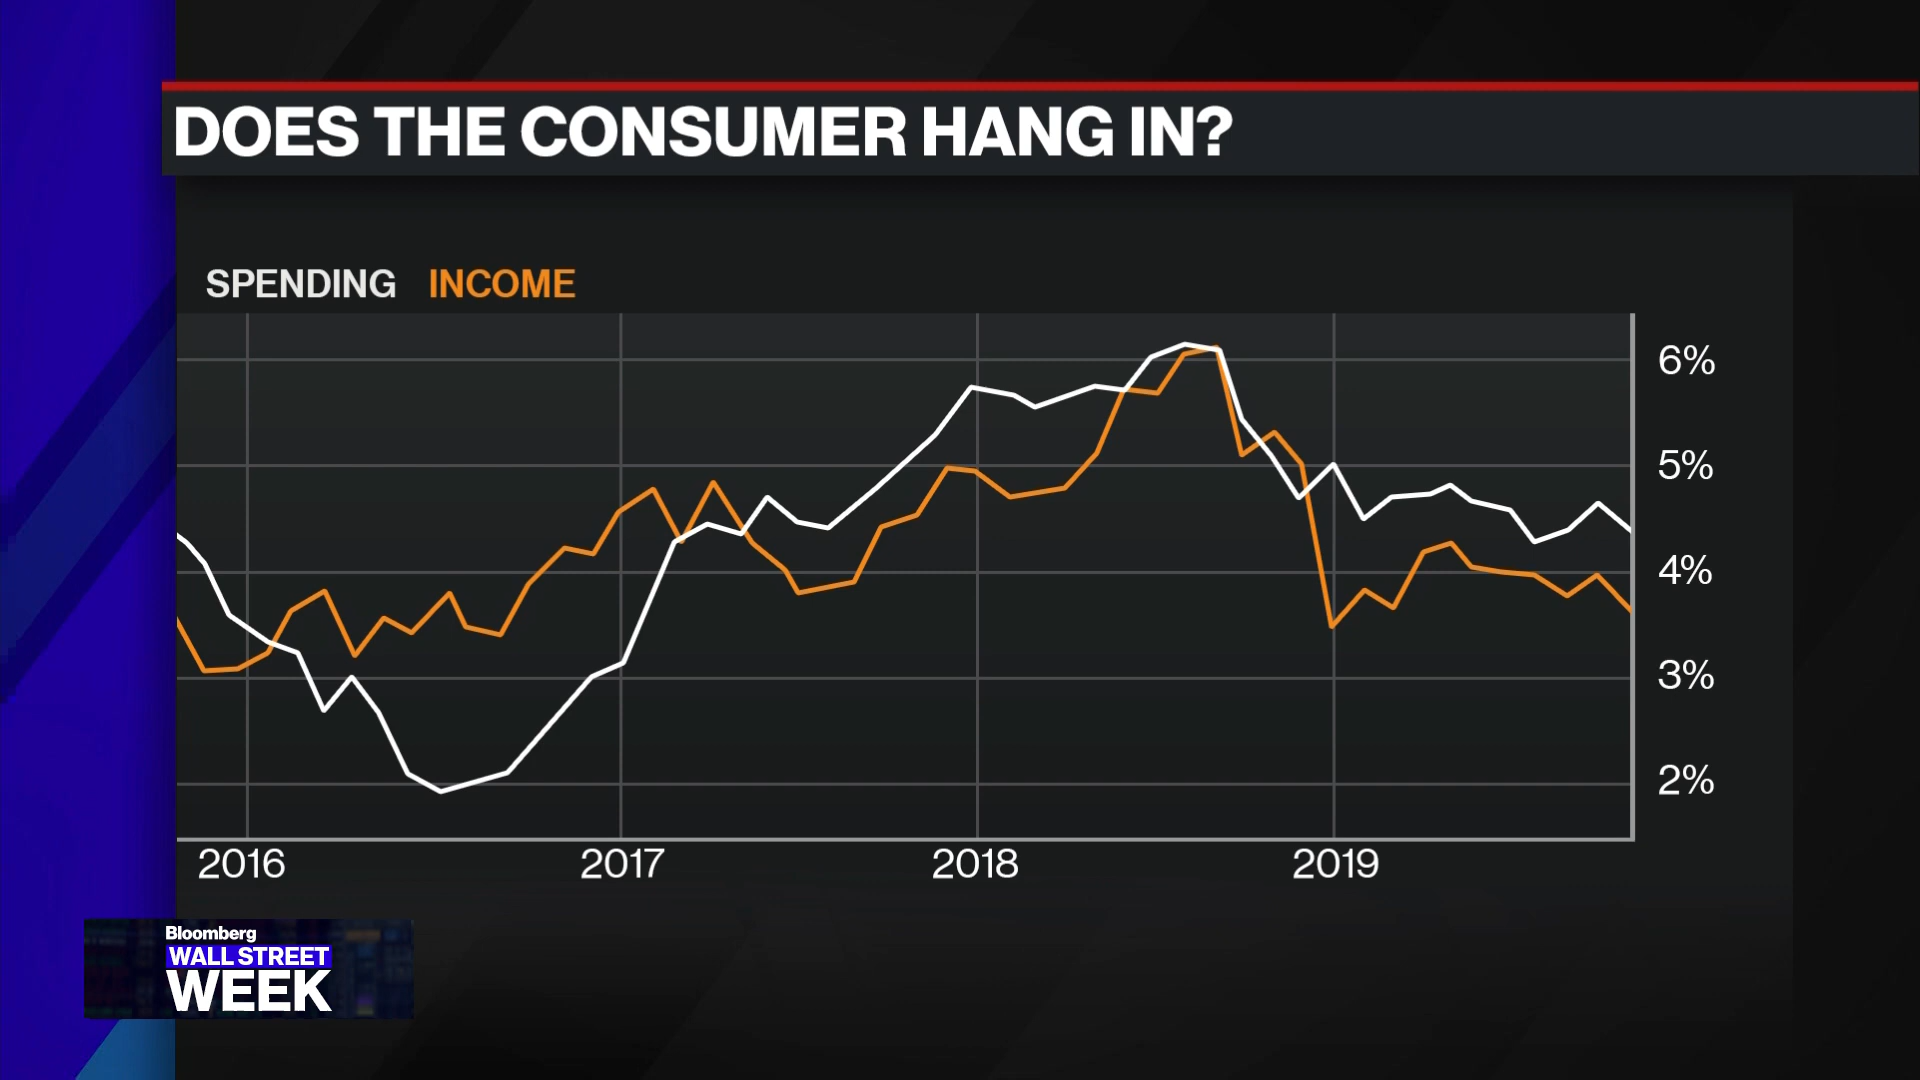 DOES THE CONSUMER HANG IN?
SPENDING INCOME
6%
5%
4%
3%
2%
2016 2017 2018 2019
Bloomberg
WALL STREET
WEEK